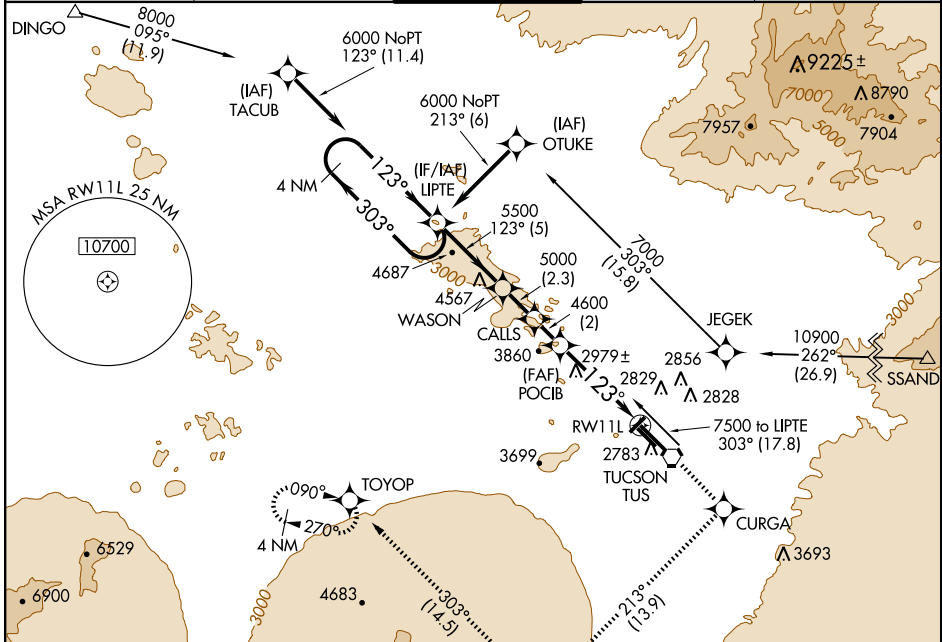 DINGO
8000
095°
(11.9)
(IAF)
TACUB
6000 NoPT
123° (11.4)
6000 NoPT
213° (6)
(IAF)
OTUKE
9225 ±
8790
7000
7957
7904
5000
4 NM
123°
303°
(IF/IAF)
LIPTE
MSA RW11L 25 NM
10700
5500
123° (5)
4687
3000
4567
WASON
5000
(2.3)
CALLS
4600
(2)
3860
(FAF)
POCIB
2979 ±
123°
7000
303°
(15.8)
JEGEK
10900
262°
(26.9)
3000
SSAND
2856
2829
2828
RW11L
7500 to LIPTE
303° (17.8)
2783
TUCSON
TUS
3699
TOYOP
090°
270°
4 NM
CURGA
3693
6529
6900
3000
4683
303°
(14.5)
213°
(13.9)